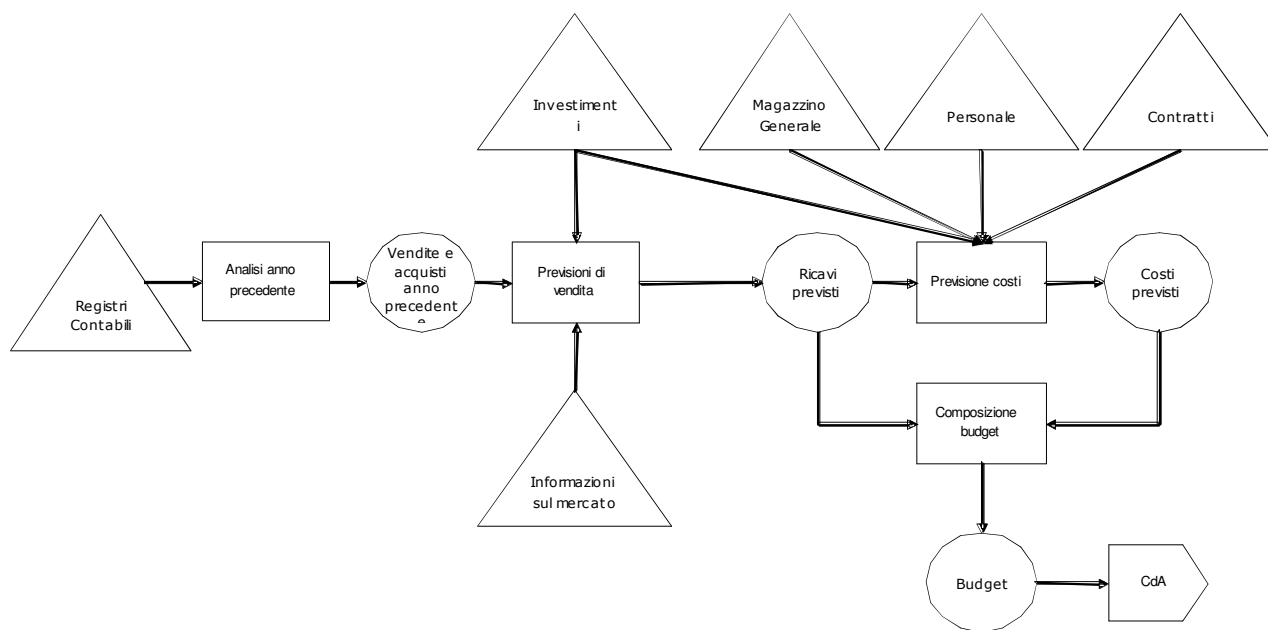 Investiment
i
Magazzino
Generale
Personale
Contratti
Registri
Contabili
Analisi anno
precedente
Vendite e
acquisti
anno
precedent
e
Previsioni di
vendita
Ricavi
previsti
Previsione costi
Costi
previsti
Informazioni
sul mercato
Composizione
budget
Budget
CdA